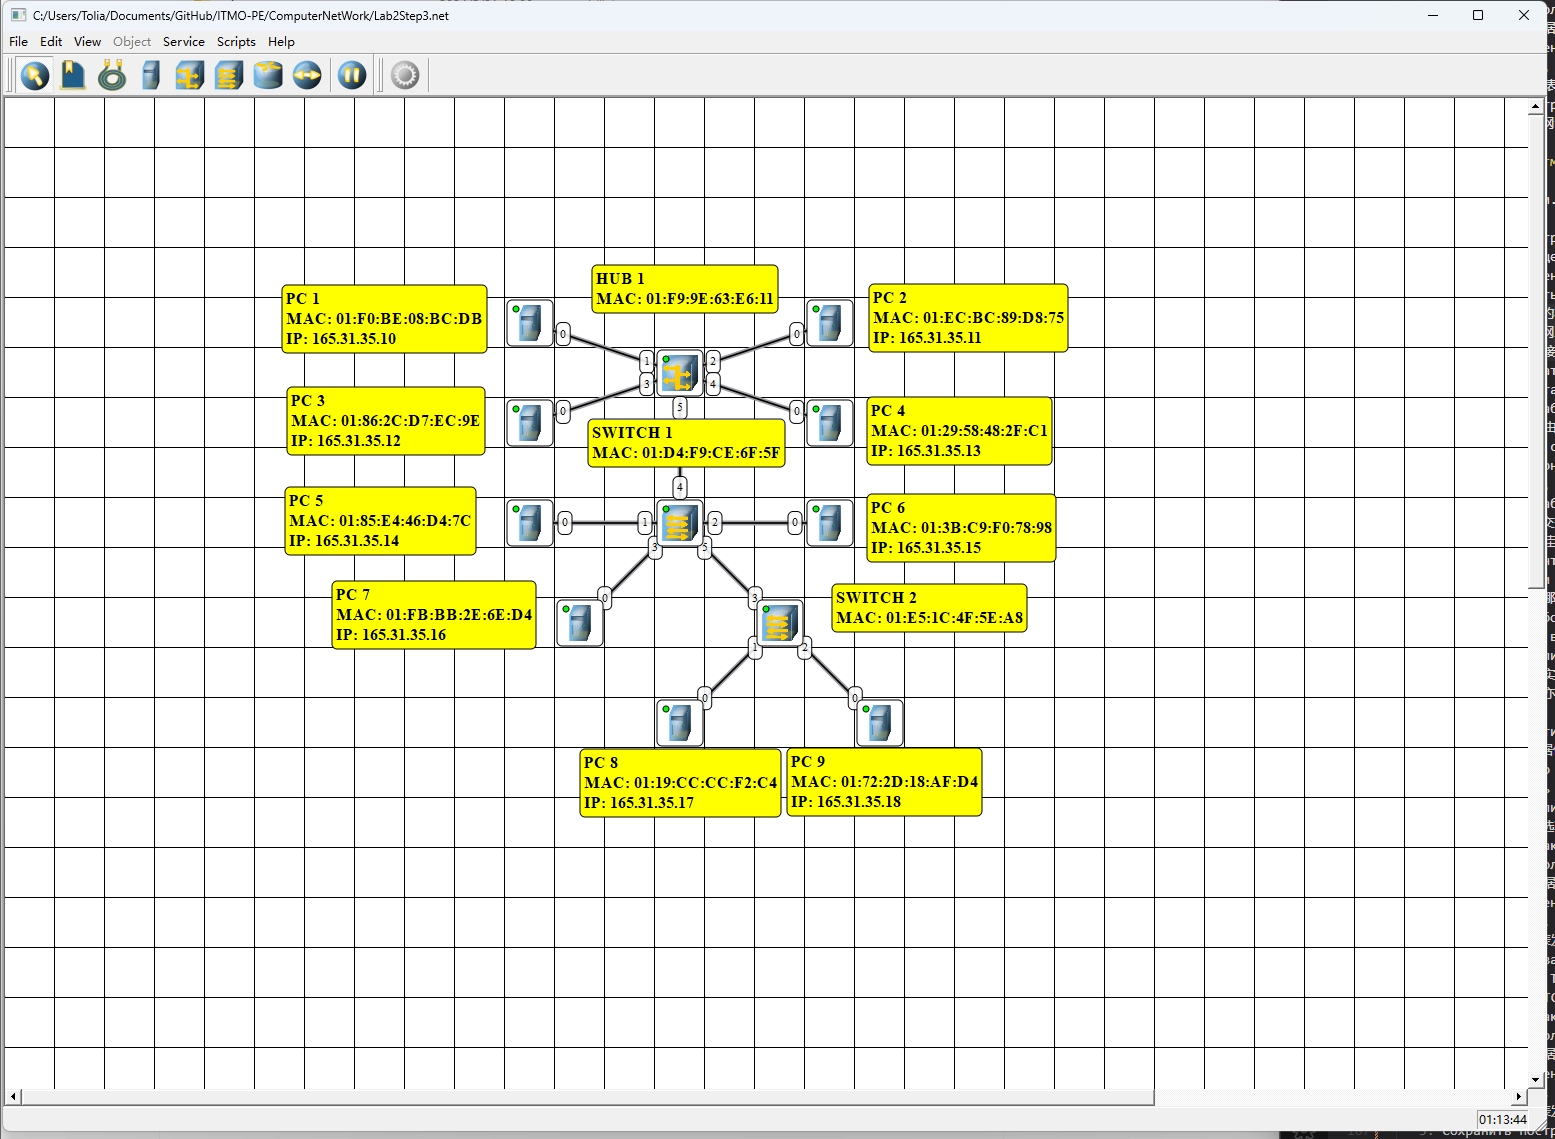 C:/Users/Tolia/Documents/GitHub/ITMO-PE/ComputerNetWork/Lab2Step3.net
File Edit View Object Service Scripts Help
HUB 1
MAC: 01:F9:9E:63:E6:11
PC 1
MAC: 01:F0:BE:08:BC:DB
IP: 165.31.35.10
PC 2
MAC: 01:EC:BC:89:D8:75
IP: 165.31.35.11
0
0
1
2
3
4
0
0
5
PC 3
MAC: 01:86:2C:D7:EC:9E
IP: 165.31.35.12
PC 4
MAC: 01:29:58:48:2F:C1
IP: 165.31.35.13
SWITCH 1
MAC: 01:D4:F9:CE:6F:5F
4
PC 5
MAC: 01:85:E4:46:D4:7C
IP: 165.31.35.14
0
1
2
0
PC 6
MAC: 01:3B:C9:F0:78:98
IP: 165.31.35.15
3
5
PC 7
MAC: 01:FB:BB:2E:6E:D4
IP: 165.31.35.16
0
3
SWITCH 2
MAC: 01:E5:1C:4F:5E:A8
1
2
0
0
PC 8
MAC: 01:19:CC:CC:F2:C4
IP: 165.31.35.17
PC 9
MAC: 01:72:2D:18:AF:D4
IP: 165.31.35.18
01:13:44